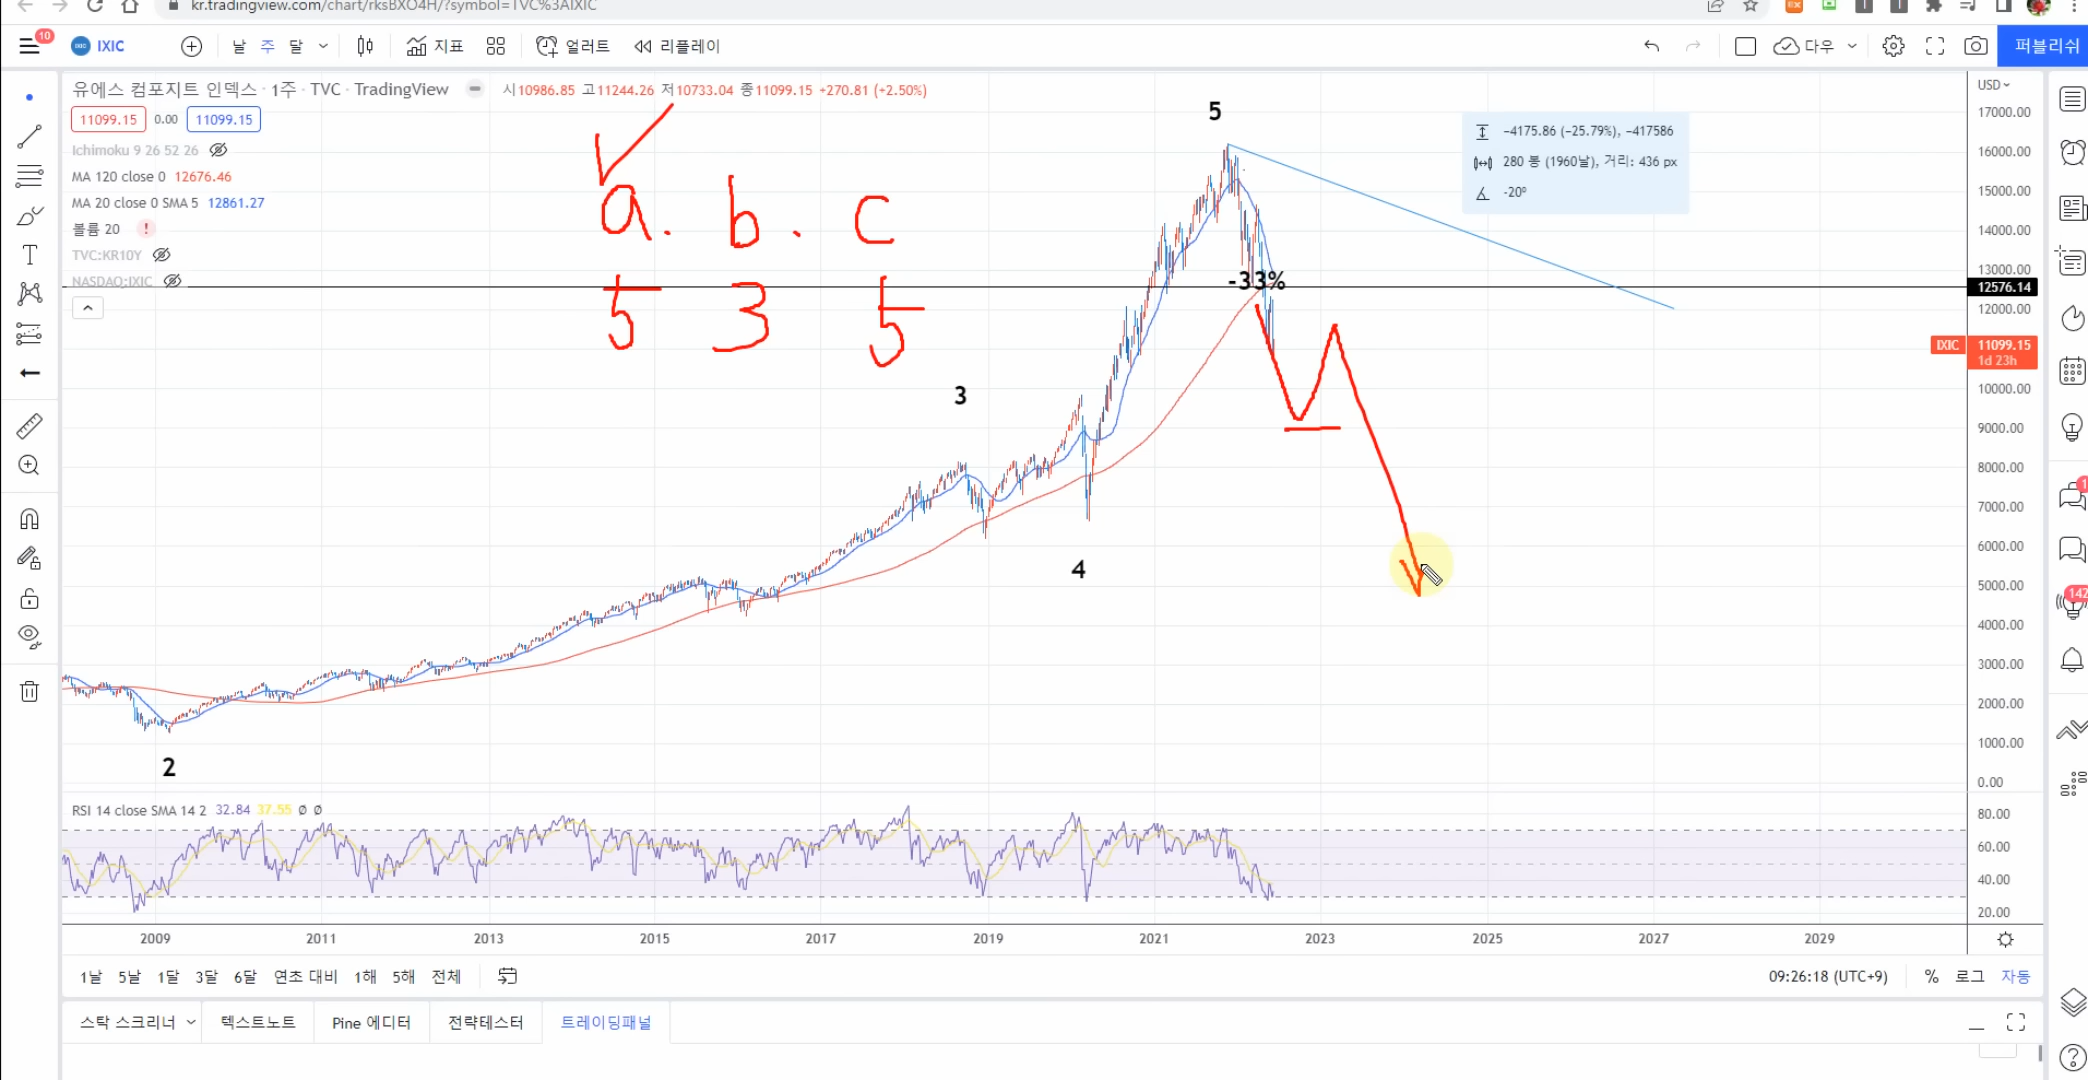 kr.tradingview.com/chart/rksBXO4H/?symbol=TVC%3AIXIC
10
IXIC
날 주 달
지표
얼러트
리플레이
다우
퍼블리쉬
유에스 컴포지트 인덱스 · 1주 · TVC · TradingView
시10986.85 고11244.26 저10733.04 종11099.15 +270.81 (+2.50%)
11099.15 0.00 11099.15
Ichimoku 9 26 52 26
MA 120 close 0 12676.46
MA 20 close 0 SMA 5 12861.27
볼륨 20 !
TVC:KR10Y
NASDAQ:IXIC
a. b. c
5 3 5
5
-4175.86 (-25.79%), -417586
280 봉 (1960날), 거리: 436 px
-20º
-33%
3
4
2
USD
17000.00
16000.00
15000.00
14000.00
13000.00
12576.14
12000.00
IXIC 11099.15
1d 23h
10000.00
9000.00
8000.00
7000.00
6000.00
5000.00
4000.00
3000.00
2000.00
1000.00
0.00
RSI 14 close SMA 14 2 32.84 37.55 ∅ ∅
80.00
60.00
40.00
20.00
2009 2011 2013 2015 2017 2019 2021 2023 2025 2027 2029
1날 5날 1달 3달 6달 연초 대비 1해 5해 전체
09:26:18 (UTC+9) % 로그 자동
스탁 스크리너 텍스트노트 Pine 에디터 전략테스터 트레이딩패널
1
142